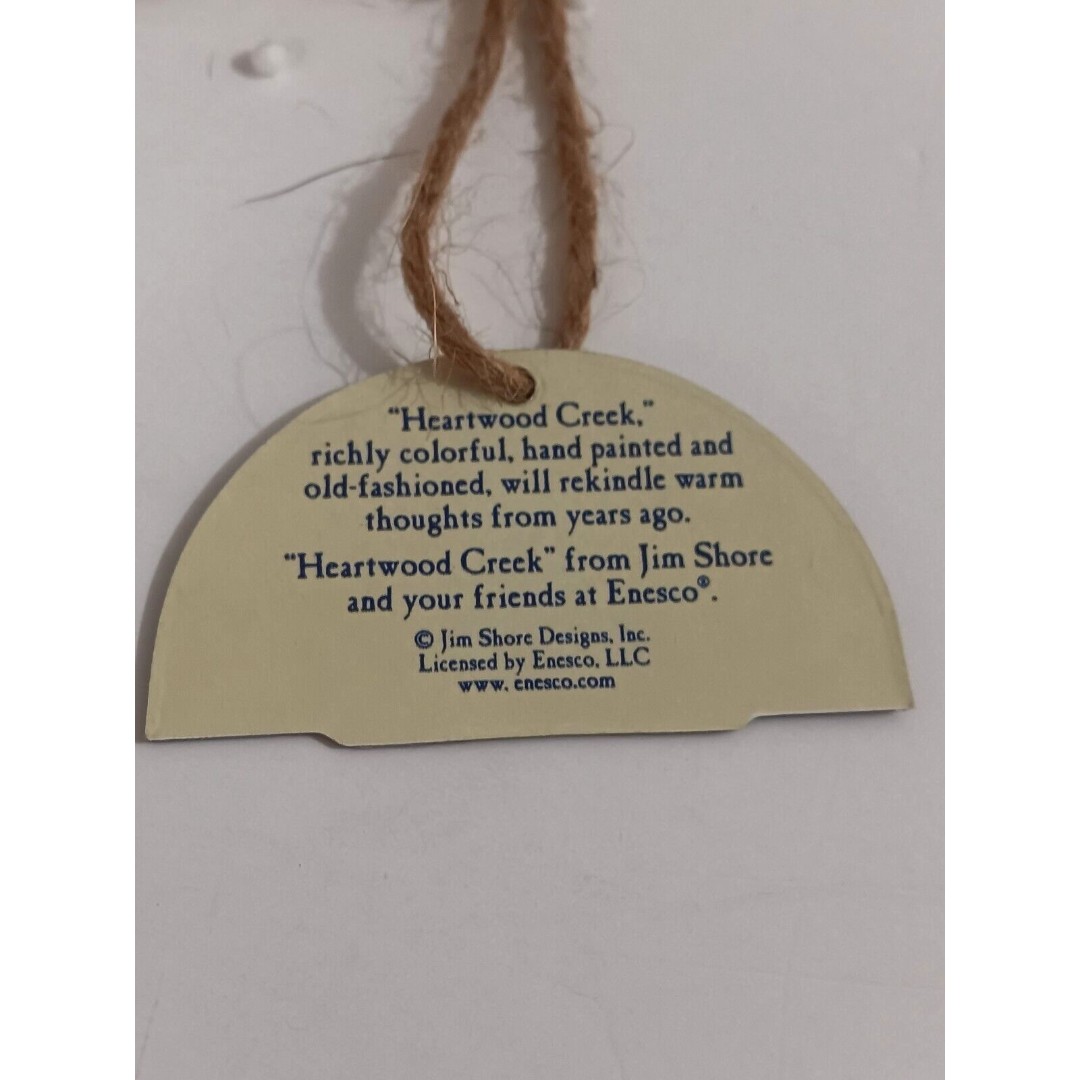 “Heartwood Creek,”
richly colorful, hand painted and
old-fashioned, will rekindle warm
thoughts from years ago.
“Heartwood Creek” from Jim Shore
and your friends at Enesco®.
© Jim Shore Designs, Inc.
Licensed by Enesco, LLC
www. enesco.com